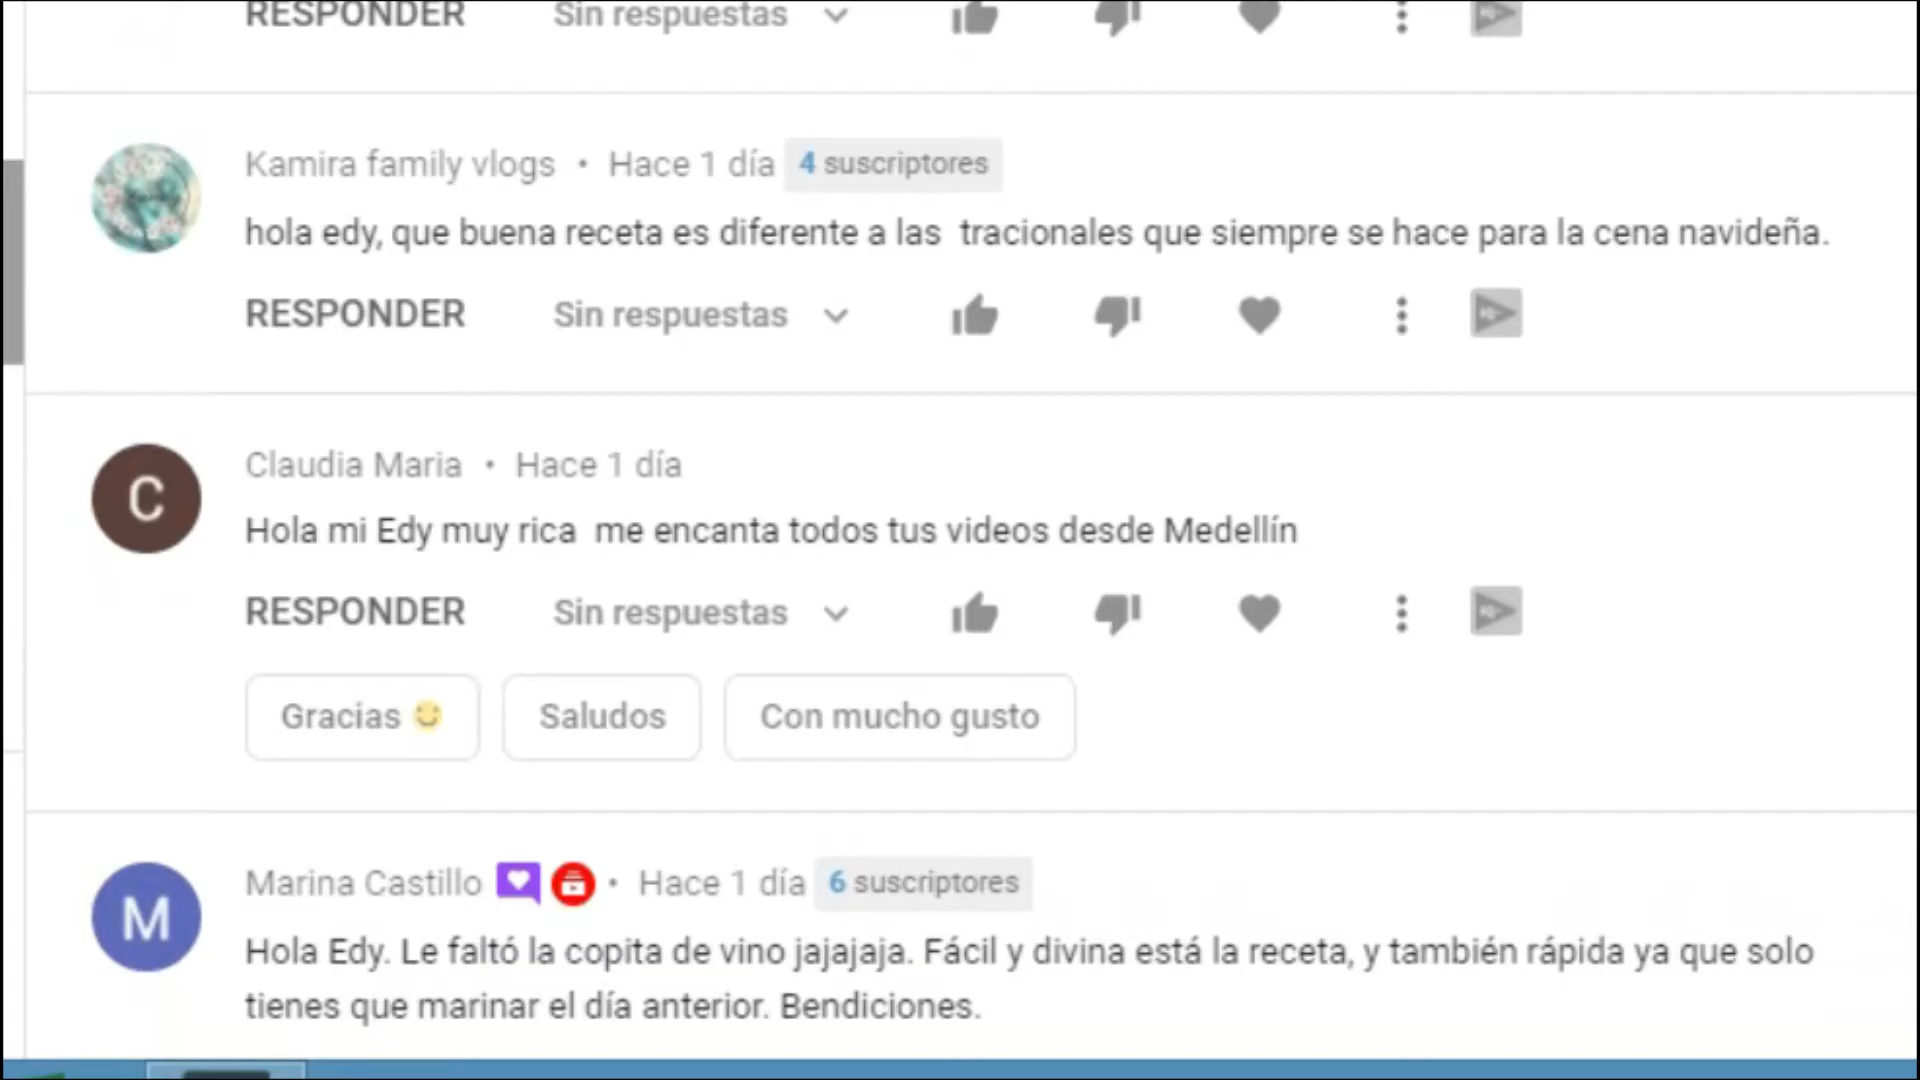 RESPONDER Sin respuestas
Kamira family vlogs • Hace 1 día 4 suscriptores
hola edy, que buena receta es diferente a las tracionales que siempre se hace para la cena navideña.
RESPONDER Sin respuestas
C
Claudia Maria • Hace 1 día
Hola mi Edy muy rica me encanta todos tus videos desde Medellín
RESPONDER Sin respuestas
Gracias 🙂 Saludos Con mucho gusto
M
Marina Castillo • Hace 1 día 6 suscriptores
Hola Edy. Le faltó la copita de vino jajajaja. Fácil y divina está la receta, y también rápida ya que solo
tienes que marinar el día anterior. Bendiciones.